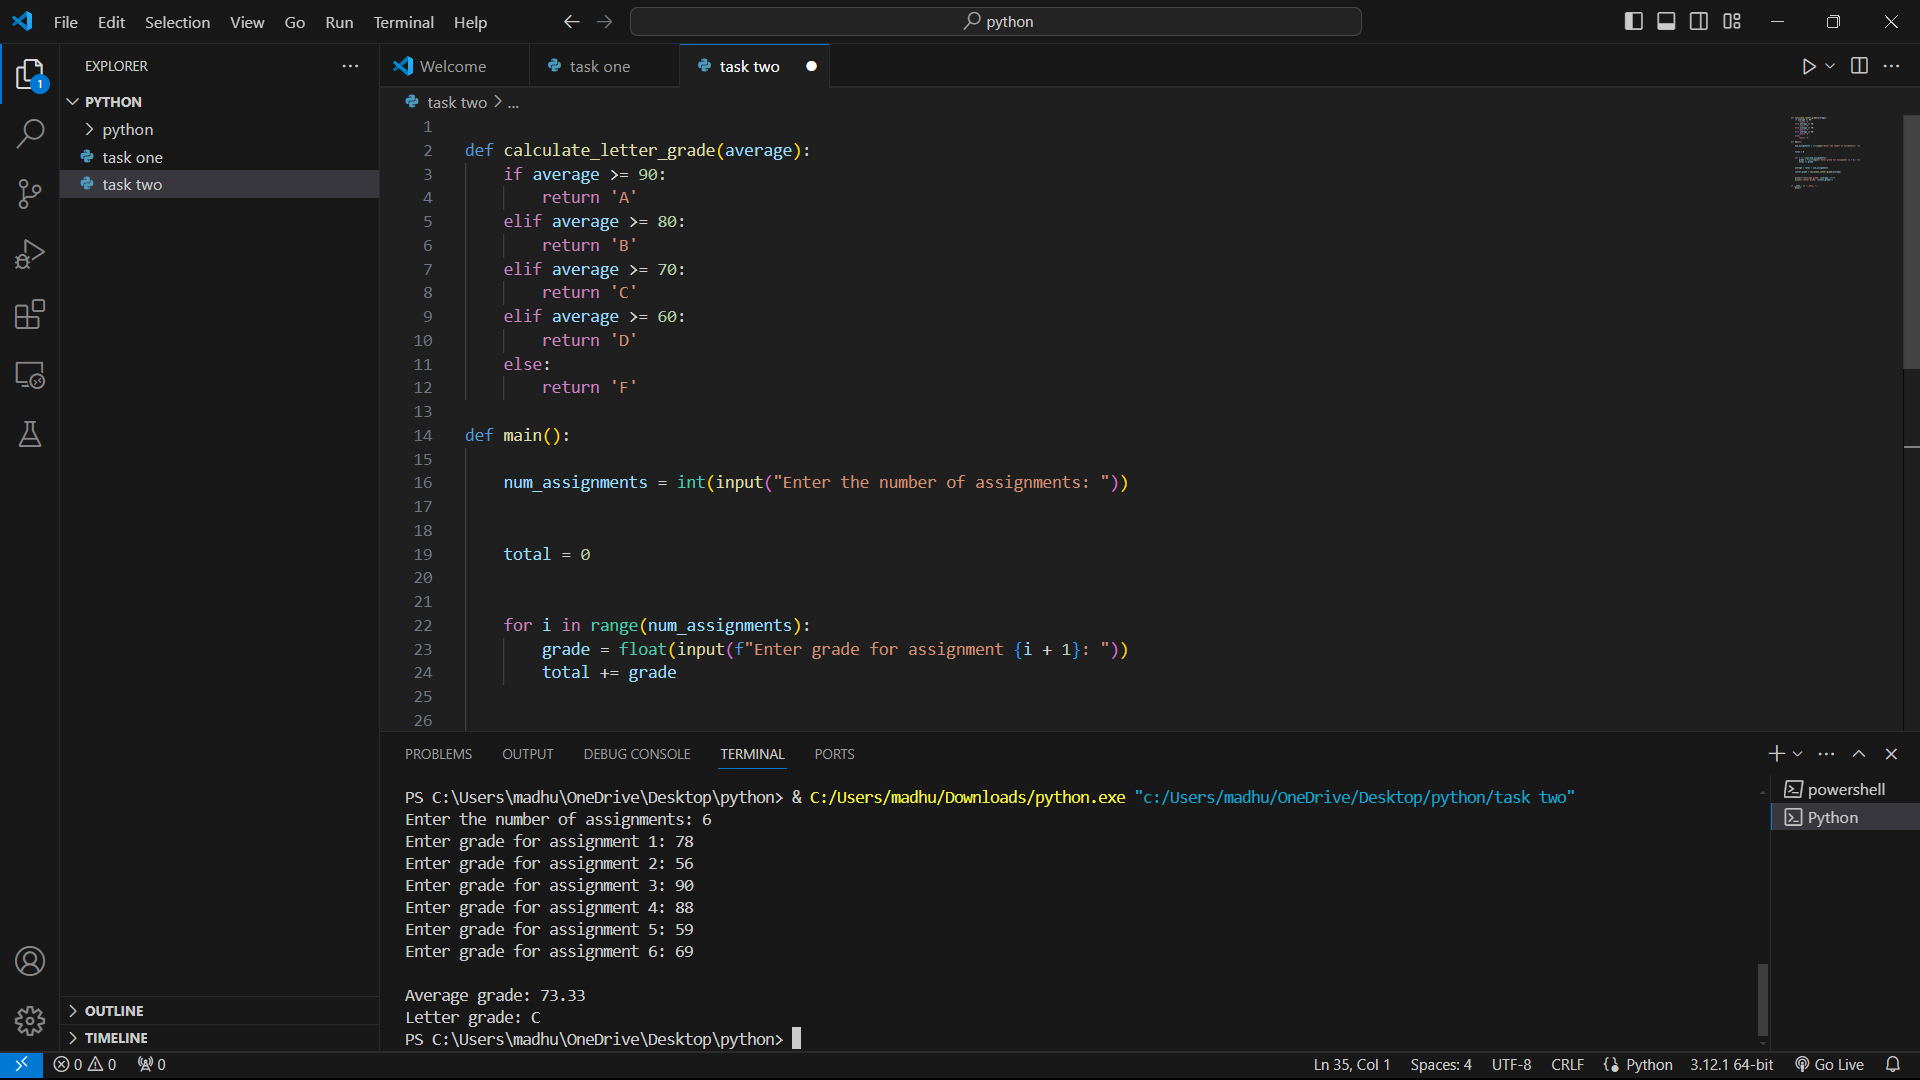 File Edit Selection View Go Run Terminal Help python
EXPLORER
1
PYTHON
python
task one
task two
Welcome task one task two
task two > ...
1
2 def calculate_letter_grade(average):
3     if average >= 90:
4         return 'A'
5     elif average >= 80:
6         return 'B'
7     elif average >= 70:
8         return 'C'
9     elif average >= 60:
10         return 'D'
11     else:
12         return 'F'
13
14 def main():
15
16     num_assignments = int(input("Enter the number of assignments: "))
17
18
19     total = 0
20
21
22     for i in range(num_assignments):
23         grade = float(input(f"Enter grade for assignment {i + 1}: "))
24         total += grade
25
26
PROBLEMS OUTPUT DEBUG CONSOLE TERMINAL PORTS
PS C:\Users\madhu\OneDrive\Desktop\python> & C:/Users/madhu/Downloads/python.exe "c:/Users/madhu/OneDrive/Desktop/python/task two"
Enter the number of assignments: 6
Enter grade for assignment 1: 78
Enter grade for assignment 2: 56
Enter grade for assignment 3: 90
Enter grade for assignment 4: 88
Enter grade for assignment 5: 59
Enter grade for assignment 6: 69
Average grade: 73.33
Letter grade: C
PS C:\Users\madhu\OneDrive\Desktop\python>
powershell
Python
OUTLINE
TIMELINE
0 0 0 Ln 35, Col 1 Spaces: 4 UTF-8 CRLF Python 3.12.1 64-bit Go Live